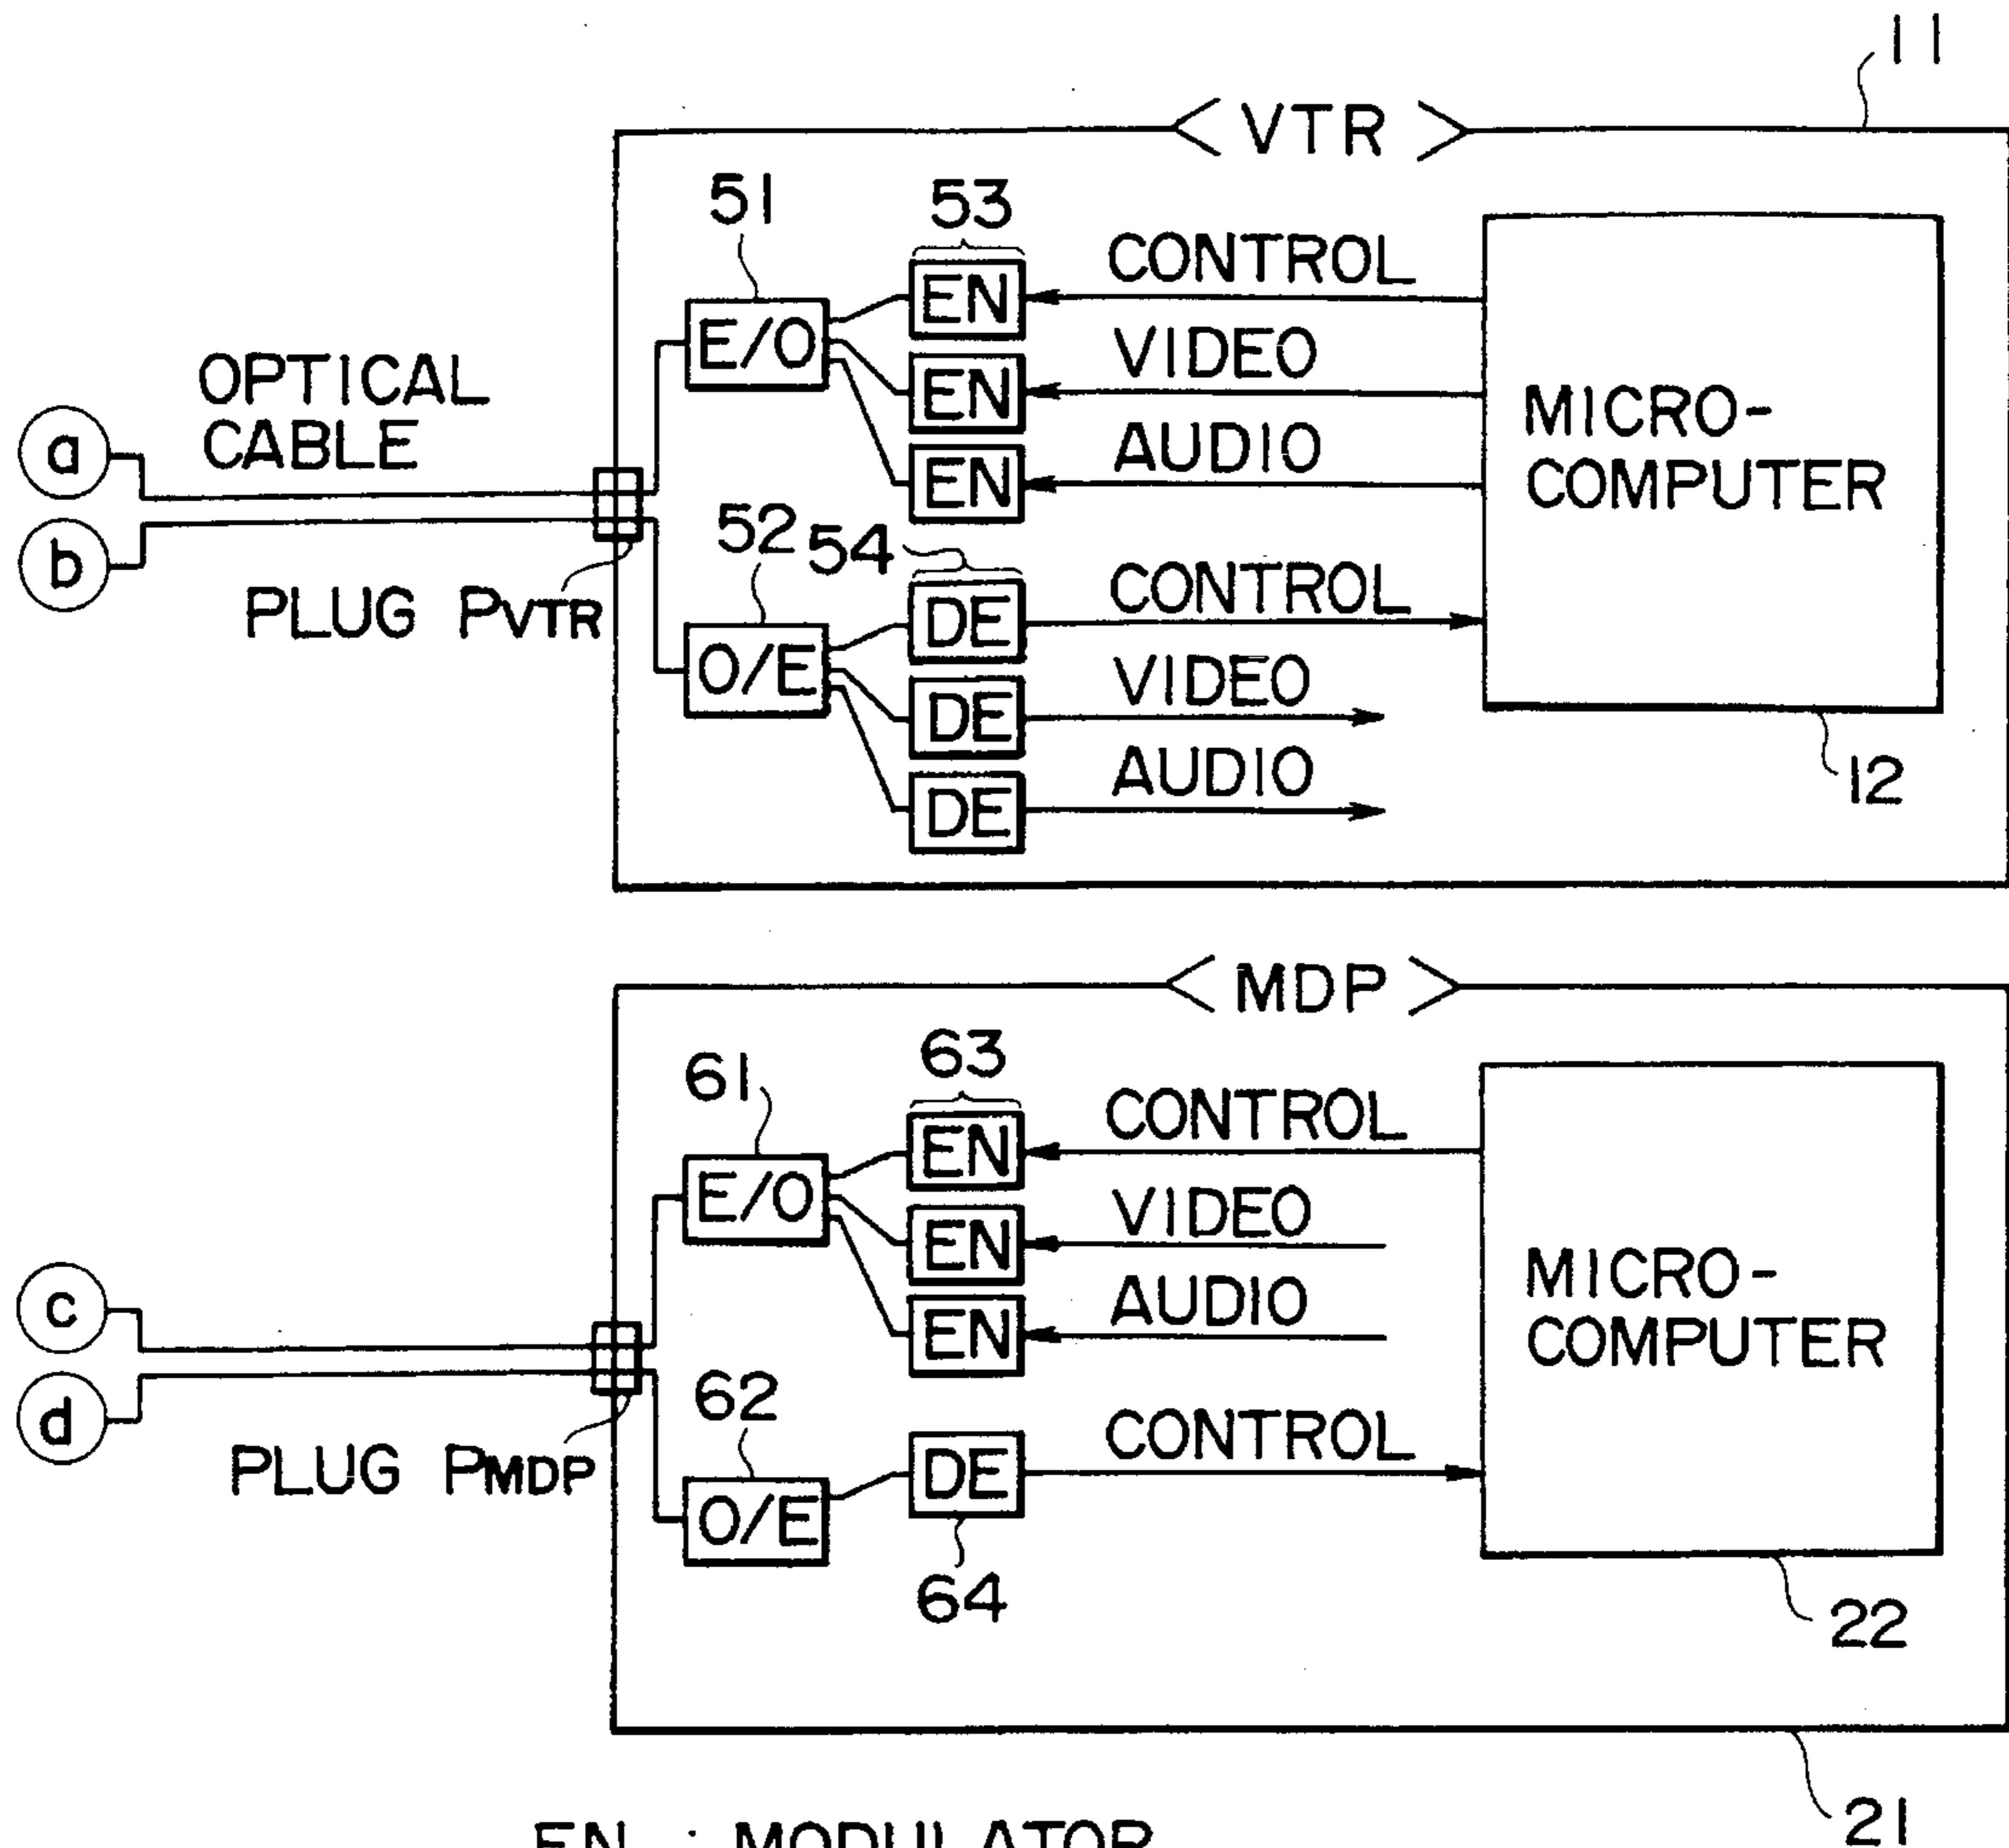 11
< VTR >
51
53
E/O
EN
CONTROL
EN
VIDEO
EN
AUDIO
MICRO-
COMPUTER
OPTICAL
CABLE
a
b
PLUG PVTR
52
54
O/E
DE
CONTROL
DE
VIDEO
DE
AUDIO
12
< MDP >
61
63
E/O
EN
CONTROL
EN
VIDEO
EN
AUDIO
MICRO-
COMPUTER
c
d
PLUG PMDP
62
O/E
DE
CONTROL
64
22
21
EN : MODULATOR